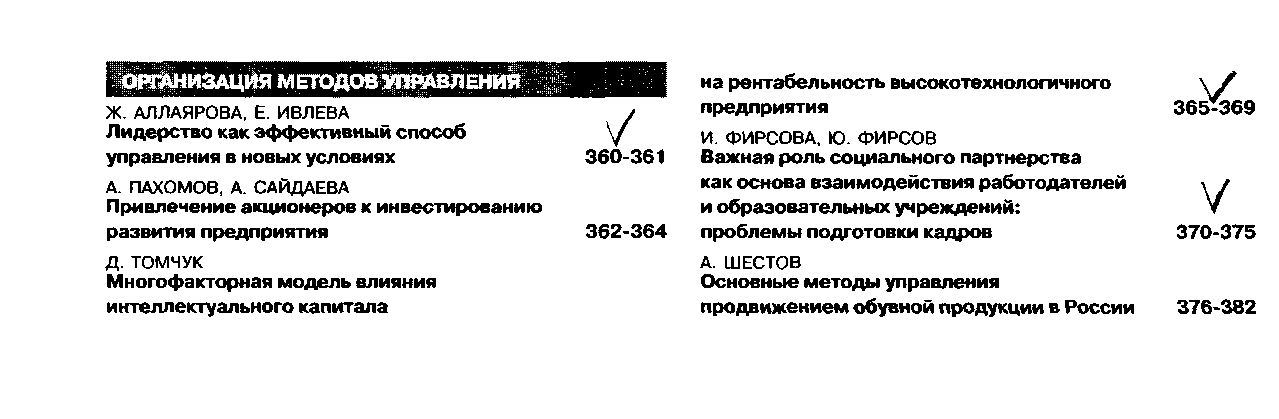 ОРГАНИЗАЦИЯ МЕТОДОВ УПРАВЛЕНИЯ
Ж. АЛЛАЯРОВА, Е. ИВЛЕВА
Лидерство как эффективный способ
управления в новых условиях 360-361
А. ПАХОМОВ, А. САЙДАЕВА
Привлечение акционеров к инвестированию
развития предприятия 362-364
Д. ТОМЧУК
Многофакторная модель влияния
интеллектуального капитала
на рентабельность высокотехнологичного
предприятия 365-369
И. ФИРСОВА, Ю. ФИРСОВ
Важная роль социального партнерства
как основа взаимодействия работодателей
и образовательных учреждений:
проблемы подготовки кадров 370-375
А. ШЕСТОВ
Основные методы управления
продвижением обувной продукции в России 376-382